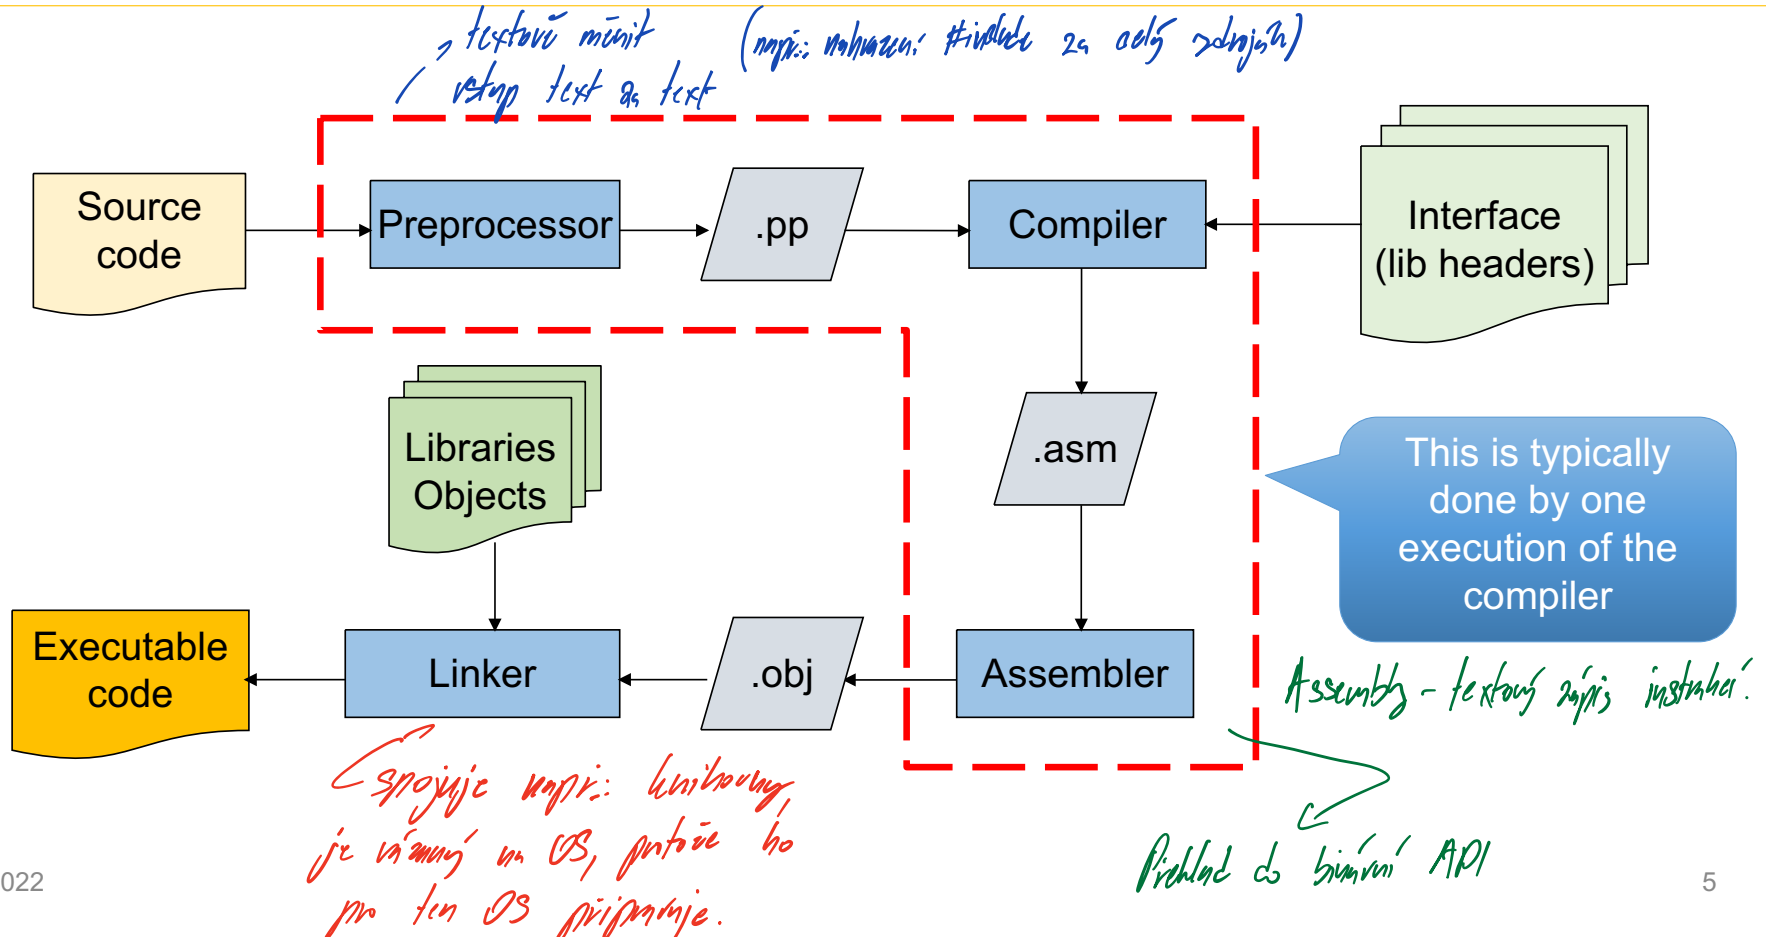 textově měnit (např.: nahrazení #include za celý zdroják)
vstup text za text
Source
code
Preprocessor
.pp
Compiler
Interface
(lib headers)
Libraries
Objects
.asm
This is typically
done by one
execution of the
compiler
Executable
code
Linker
.obj
Assembler
Assembly - textový zápis instrukcí.
spojuje např.: knihovny,
je vázaný na OS, protože ho
pro ten OS připravuje.
Překlad do binární API
022
5